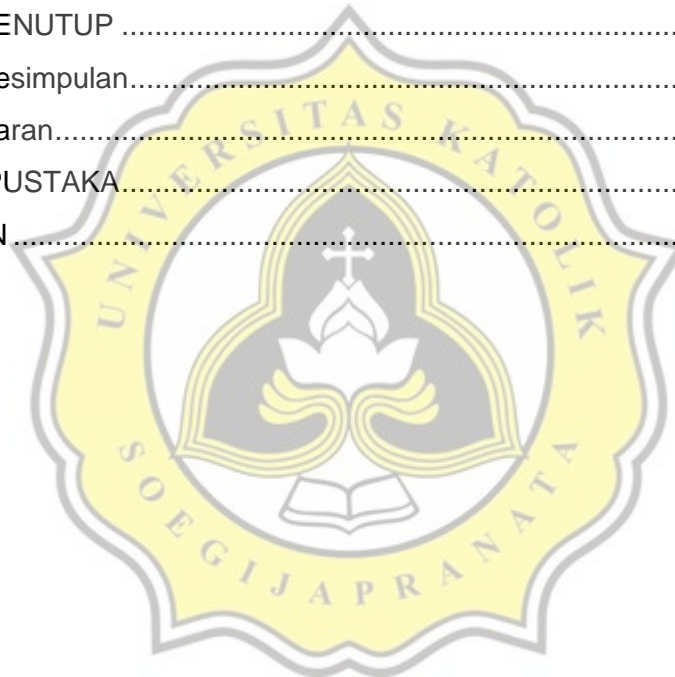 ENUTUP ....................................................................................
esimpulan...................................................................................
aran..............................................................................................
PUSTAKA...................................................................................
N ..................................................................................................
UNIVERSITAS KATOLIK
SOEGIJAPRANATA